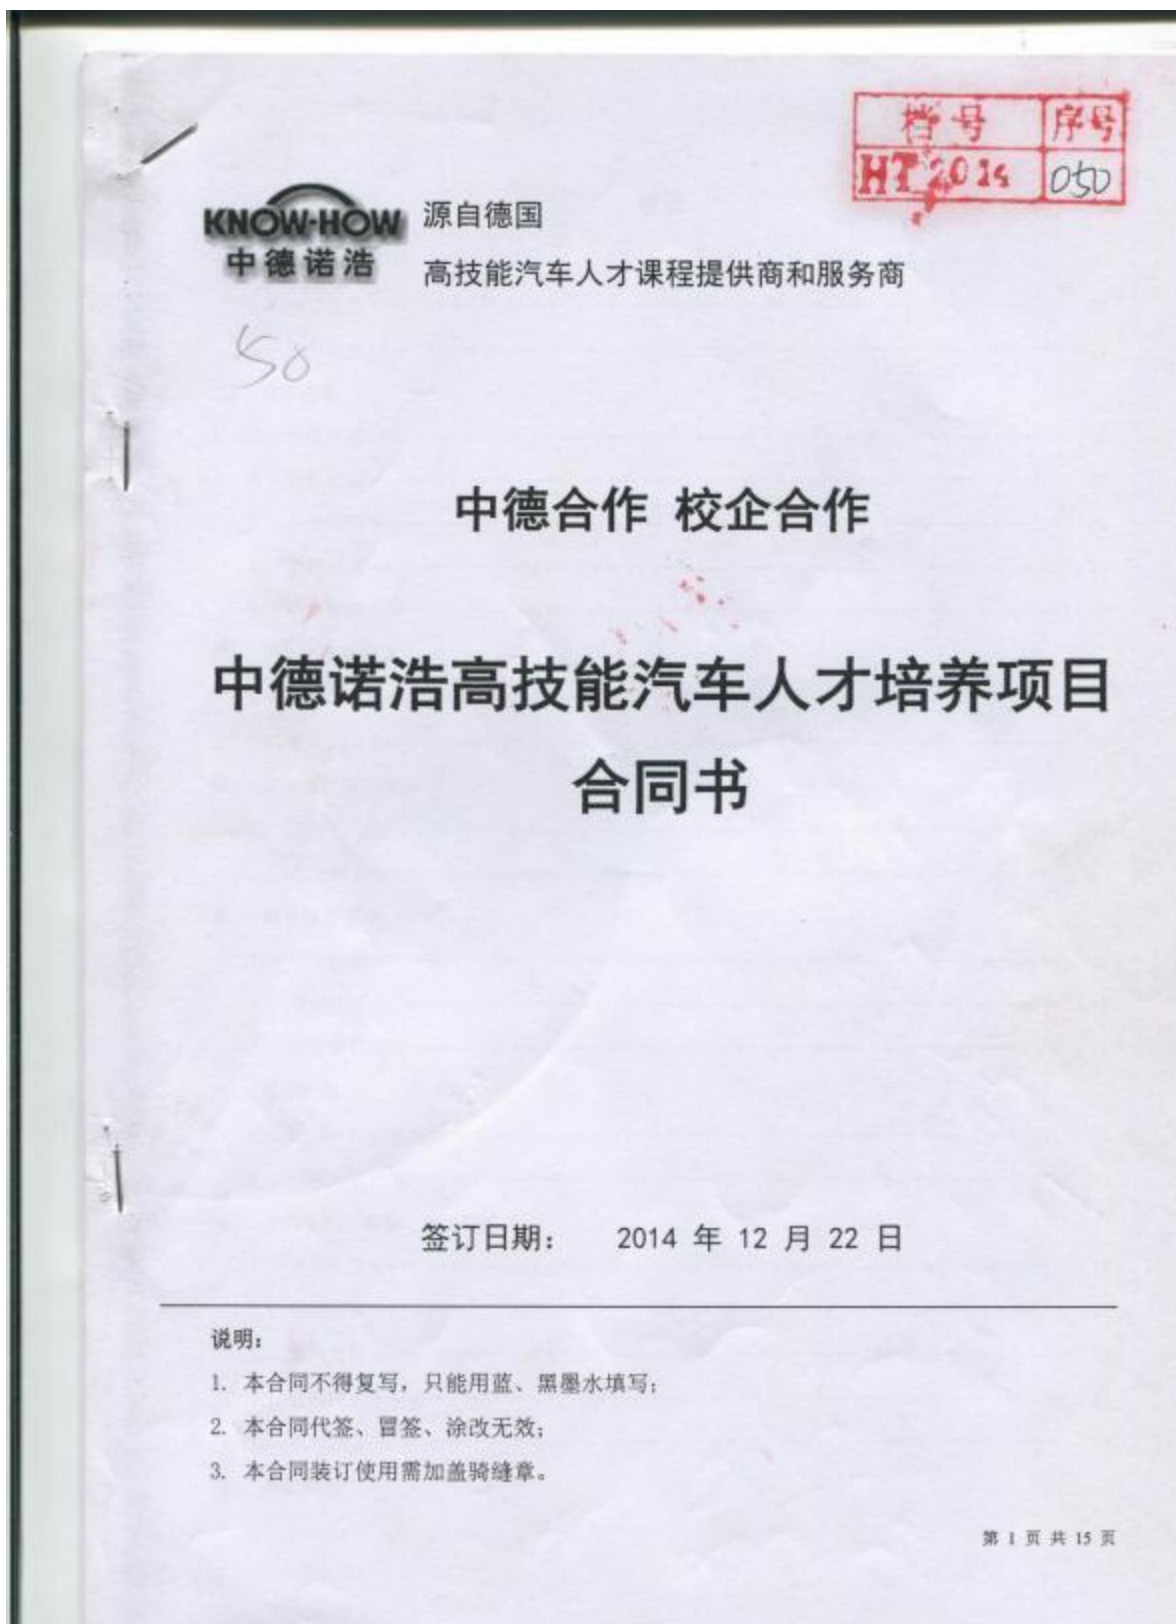 档号 序号
HT 2014 050
KNOW-HOW
中德诺浩
源自德国
高技能汽车人才课程提供商和服务商
50
中德合作 校企合作
中德诺浩高技能汽车人才培养项目
合同书
签订日期： 2014 年 12 月 22 日
说明：
1. 本合同不得复写，只能用蓝、黑墨水填写；
2. 本合同代签、冒签、涂改无效；
3. 本合同装订使用需加盖骑缝章。
第 1 页 共 15 页